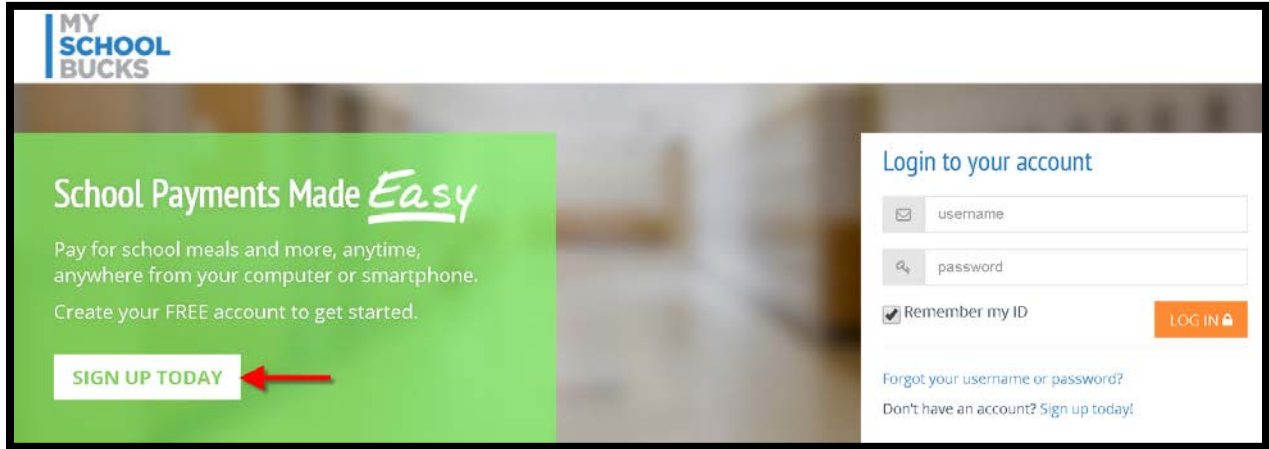 MY
SCHOOL
BUCKS
School Payments Made Easy
Pay for school meals and more, anytime,
anywhere from your computer or smartphone.
Create your FREE account to get started.
SIGN UP TODAY
Login to your account
username
password
Remember my ID
LOG IN
Forgot your username or password?
Don't have an account? Sign up today!